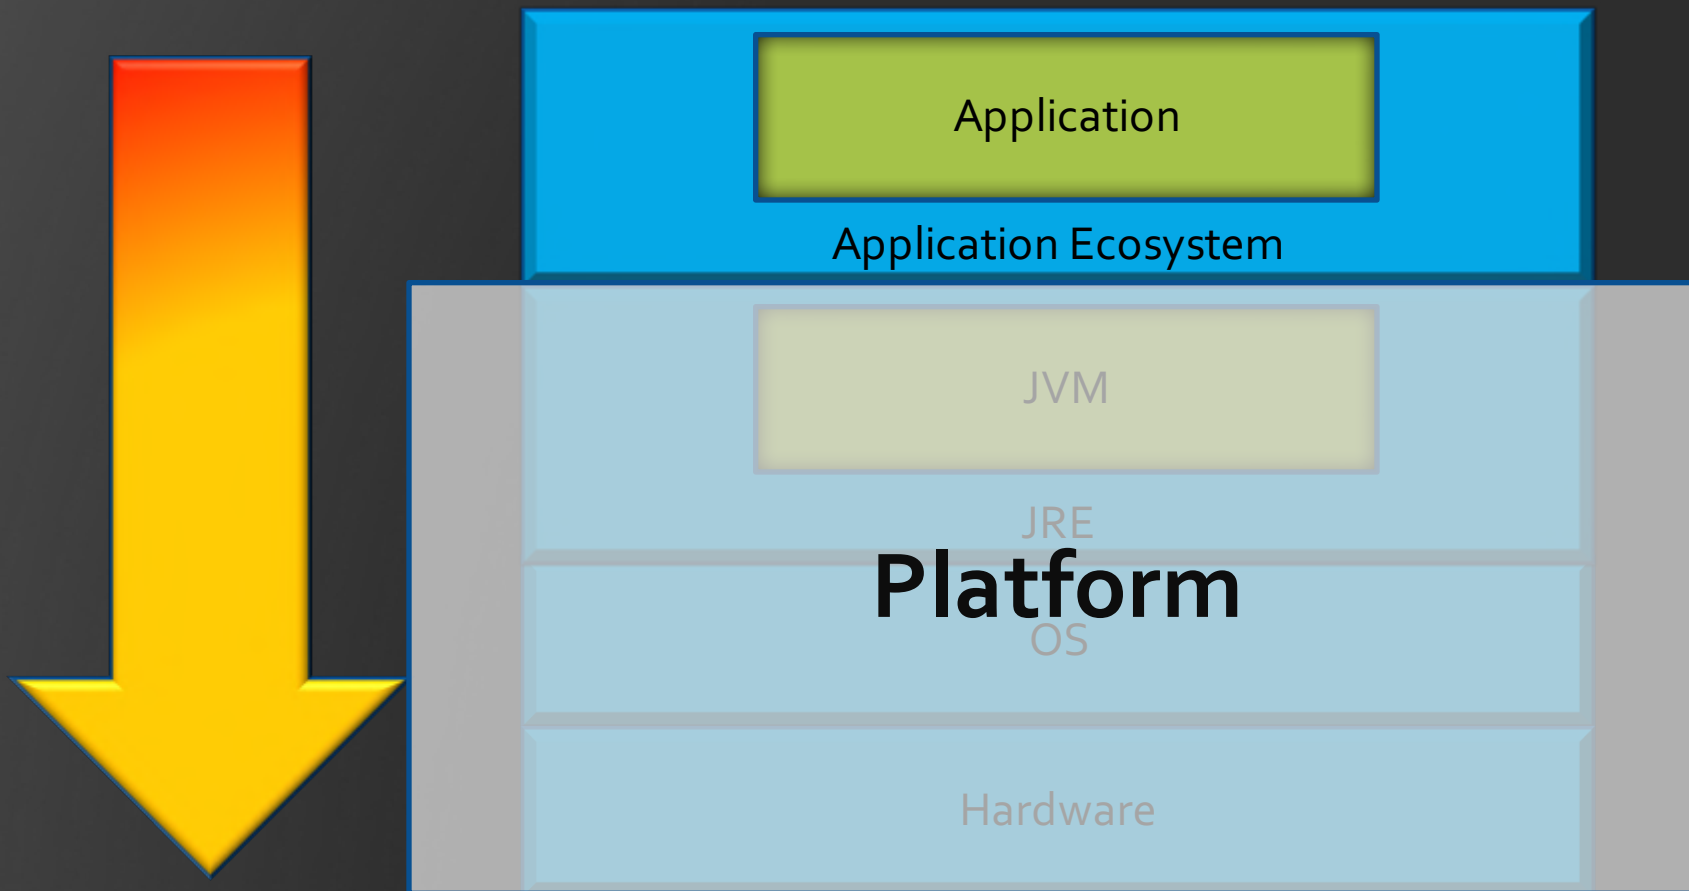 Application
Application Ecosystem
JVM
JRE
Platform
OS
Hardware